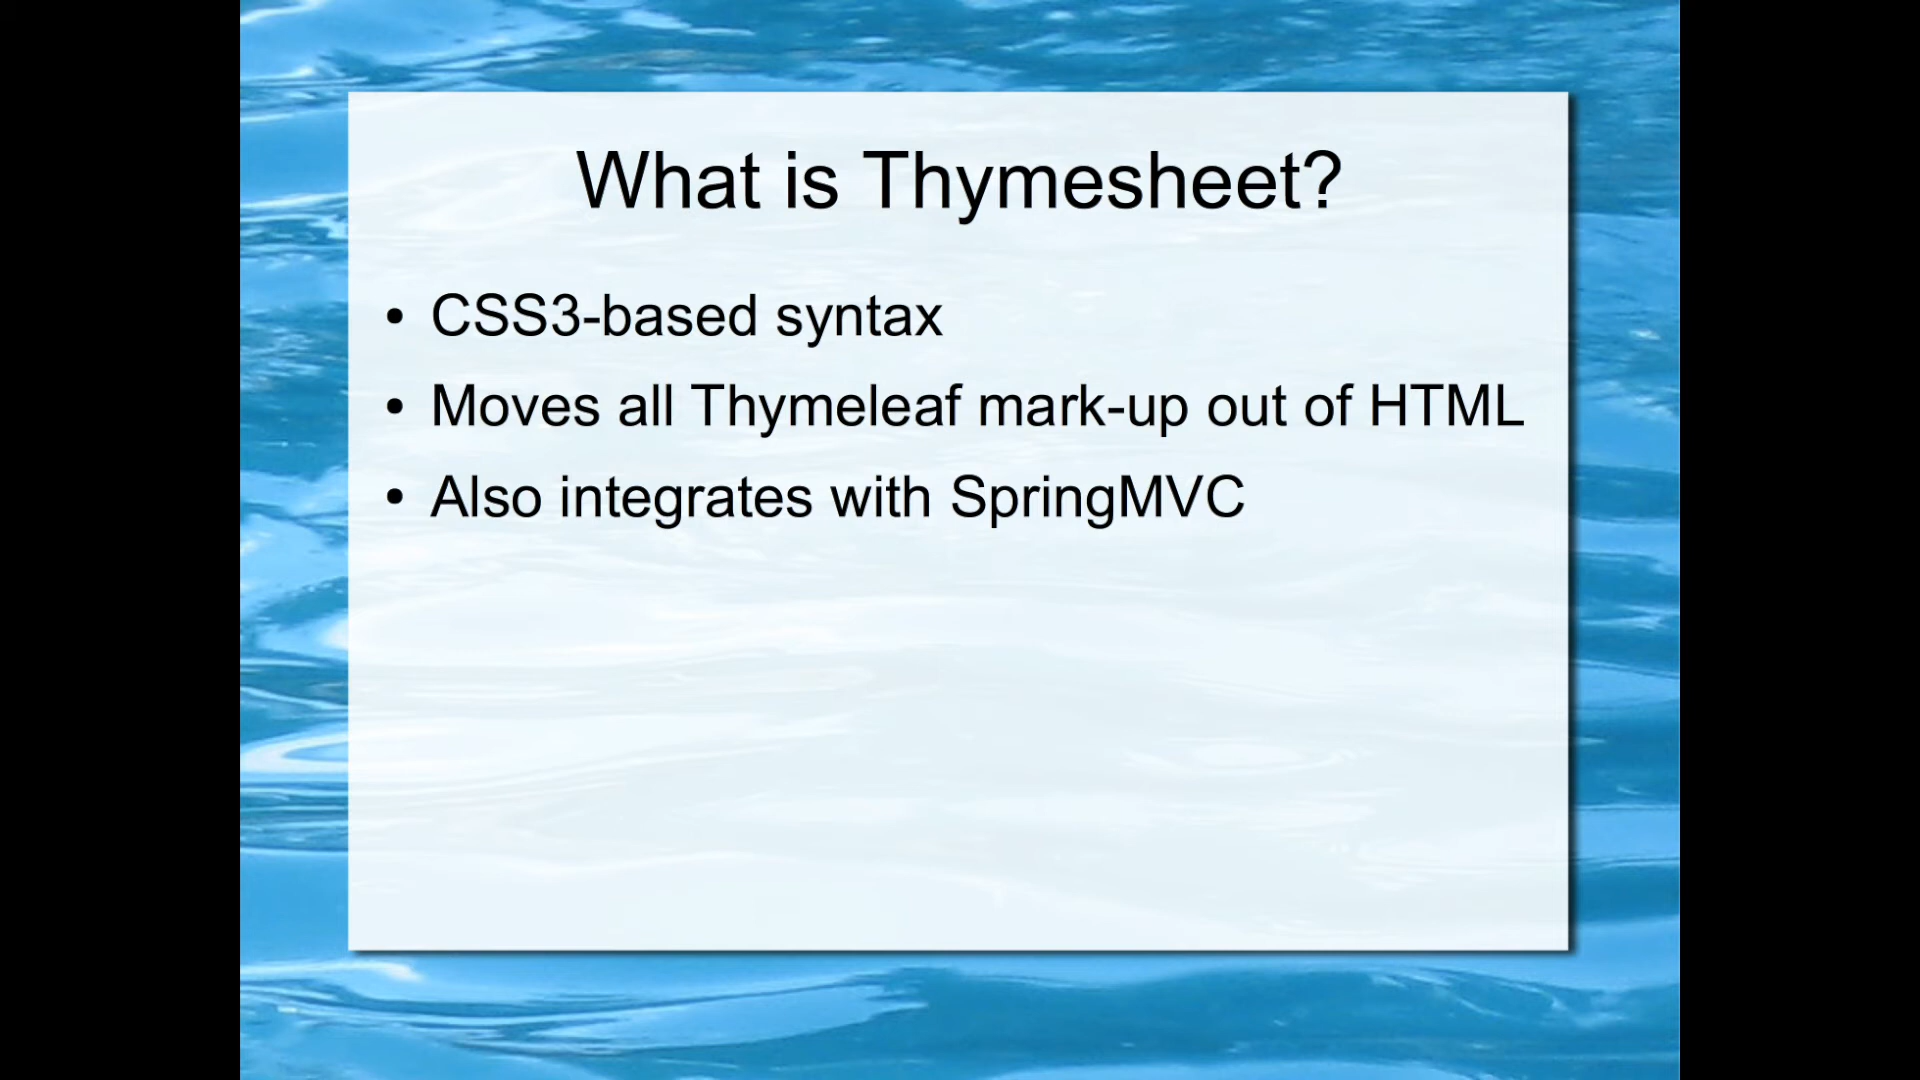 What is Thymesheet?
• CSS3-based syntax
• Moves all Thymeleaf mark-up out of HTML
• Also integrates with SpringMVC